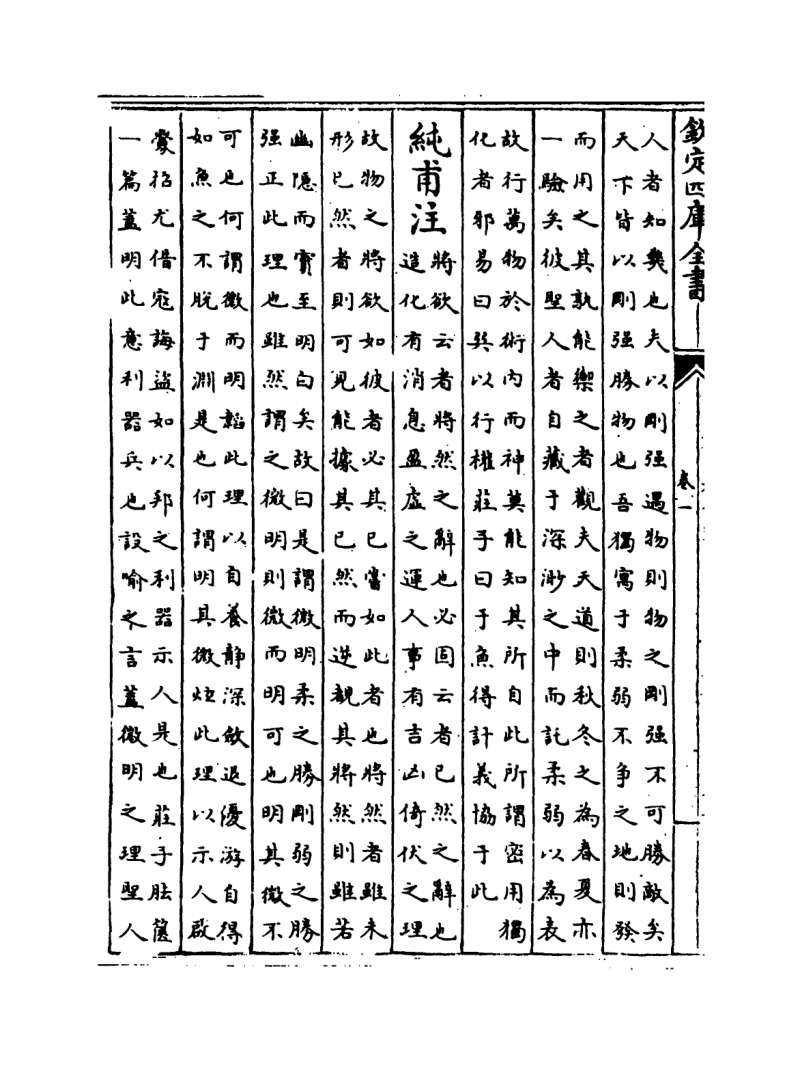 欽定四庫全書
卷一
人者知幾也夫以剛强遇物則物之剛强不可勝敵矣
天下皆以剛强勝物也吾獨寓于柔弱不爭之地則發
而用之其孰能禦之者觀夫天道則秋冬之為春夏亦
一驗矣彼聖人者自藏于深渺之中而託柔弱以為表
故行萬物於術内而神莫能知其所自此所謂密用獨
化者邪易曰巽以行權莊子曰于魚得計義協于此
純甫注
將欲云者將然之辭也必固云者已然之辭也
造化有消息盈虚之運人事有吉凶倚伏之理
故物之將欲如彼者必其已嘗如此者也將然者雖未
形已然者則可見能據其已然而逆覩其將然則雖若
幽隱而實至明白矣故曰是謂微明柔之勝剛弱之勝
强正此理也雖然謂之微明則微而明可也明其微不
可也何謂微而明韜此理以自養静深斂退優游自得
如魚之不脱于淵是也何謂明其微炫此理以示人啟
釁招尤借寇誨盜如以邦之利器示人是也莊子胠篋
一篇蓋明此意利器兵也設喻之言蓋微明之理聖人